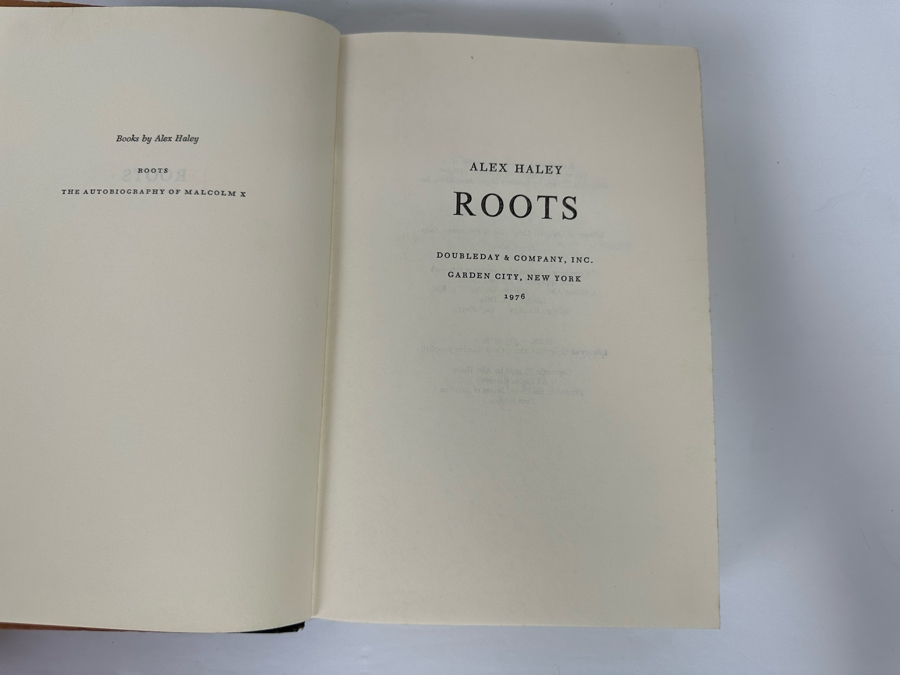 Books by Alex Haley
ROOTS
THE AUTOBIOGRAPHY OF MALCOLM X
ALEX HALEY
ROOTS
DOUBLEDAY & COMPANY, INC.
GARDEN CITY, NEW YORK
1976